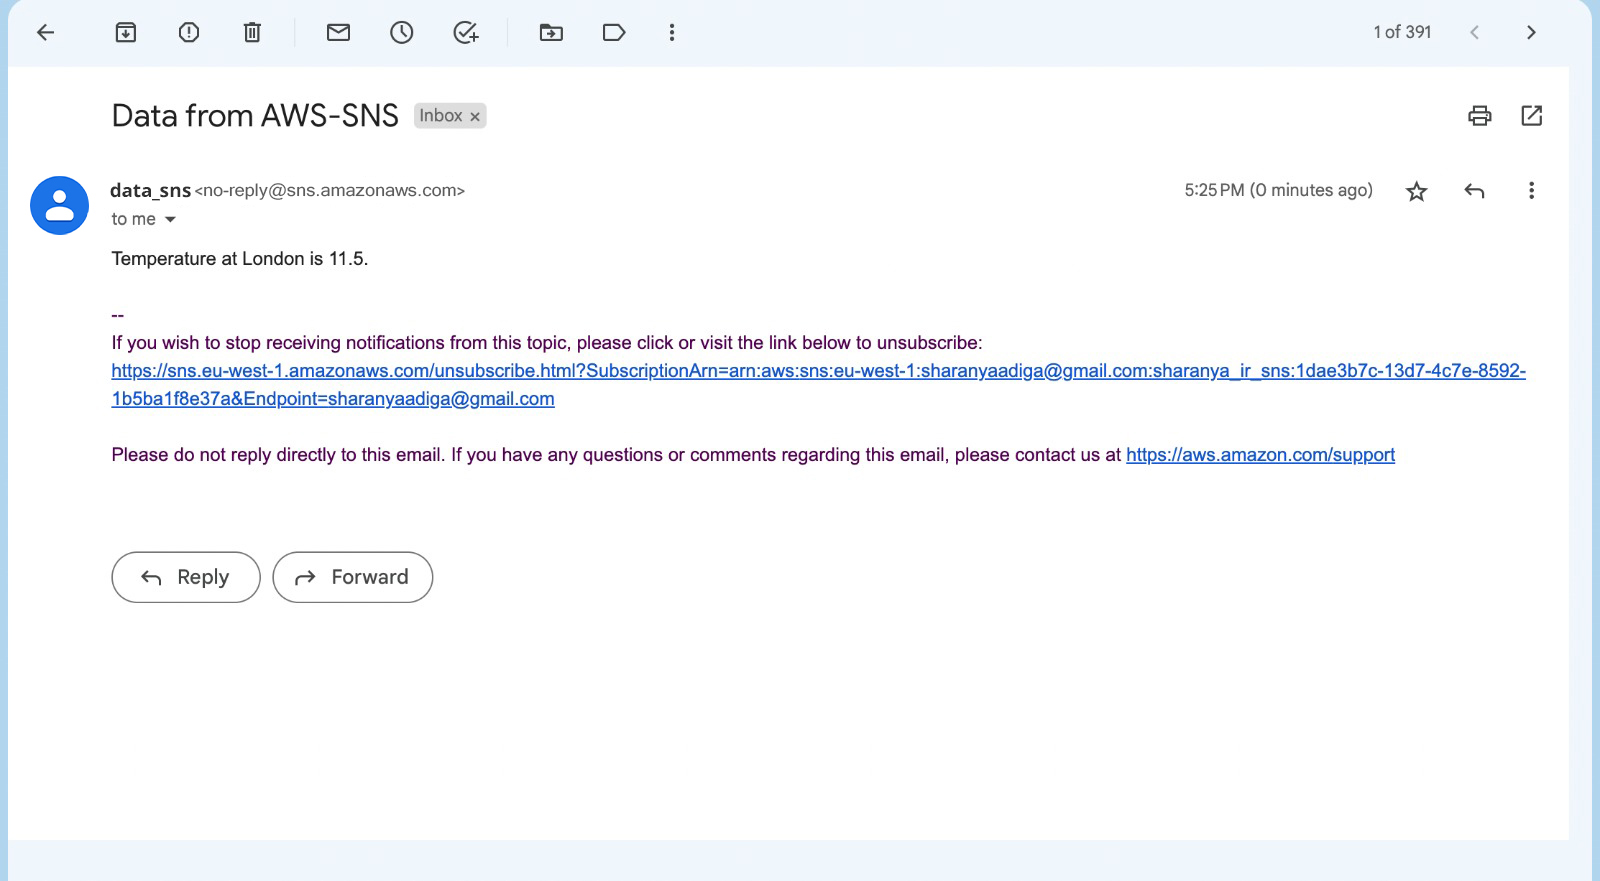 1 of 391
Data from AWS-SNS Inbox ×
data_sns <no-reply@sns.amazonaws.com> 5:25 PM (0 minutes ago)
to me
Temperature at London is 11.5.
--
If you wish to stop receiving notifications from this topic, please click or visit the link below to unsubscribe:
https://sns.eu-west-1.amazonaws.com/unsubscribe.html?SubscriptionArn=arn:aws:sns:eu-west-1:sharanyaadiga@gmail.com:sharanya_ir_sns:1dae3b7c-13d7-4c7e-8592-
1b5ba1f8e37a&Endpoint=sharanyaadiga@gmail.com
Please do not reply directly to this email. If you have any questions or comments regarding this email, please contact us at https://aws.amazon.com/support
Reply Forward